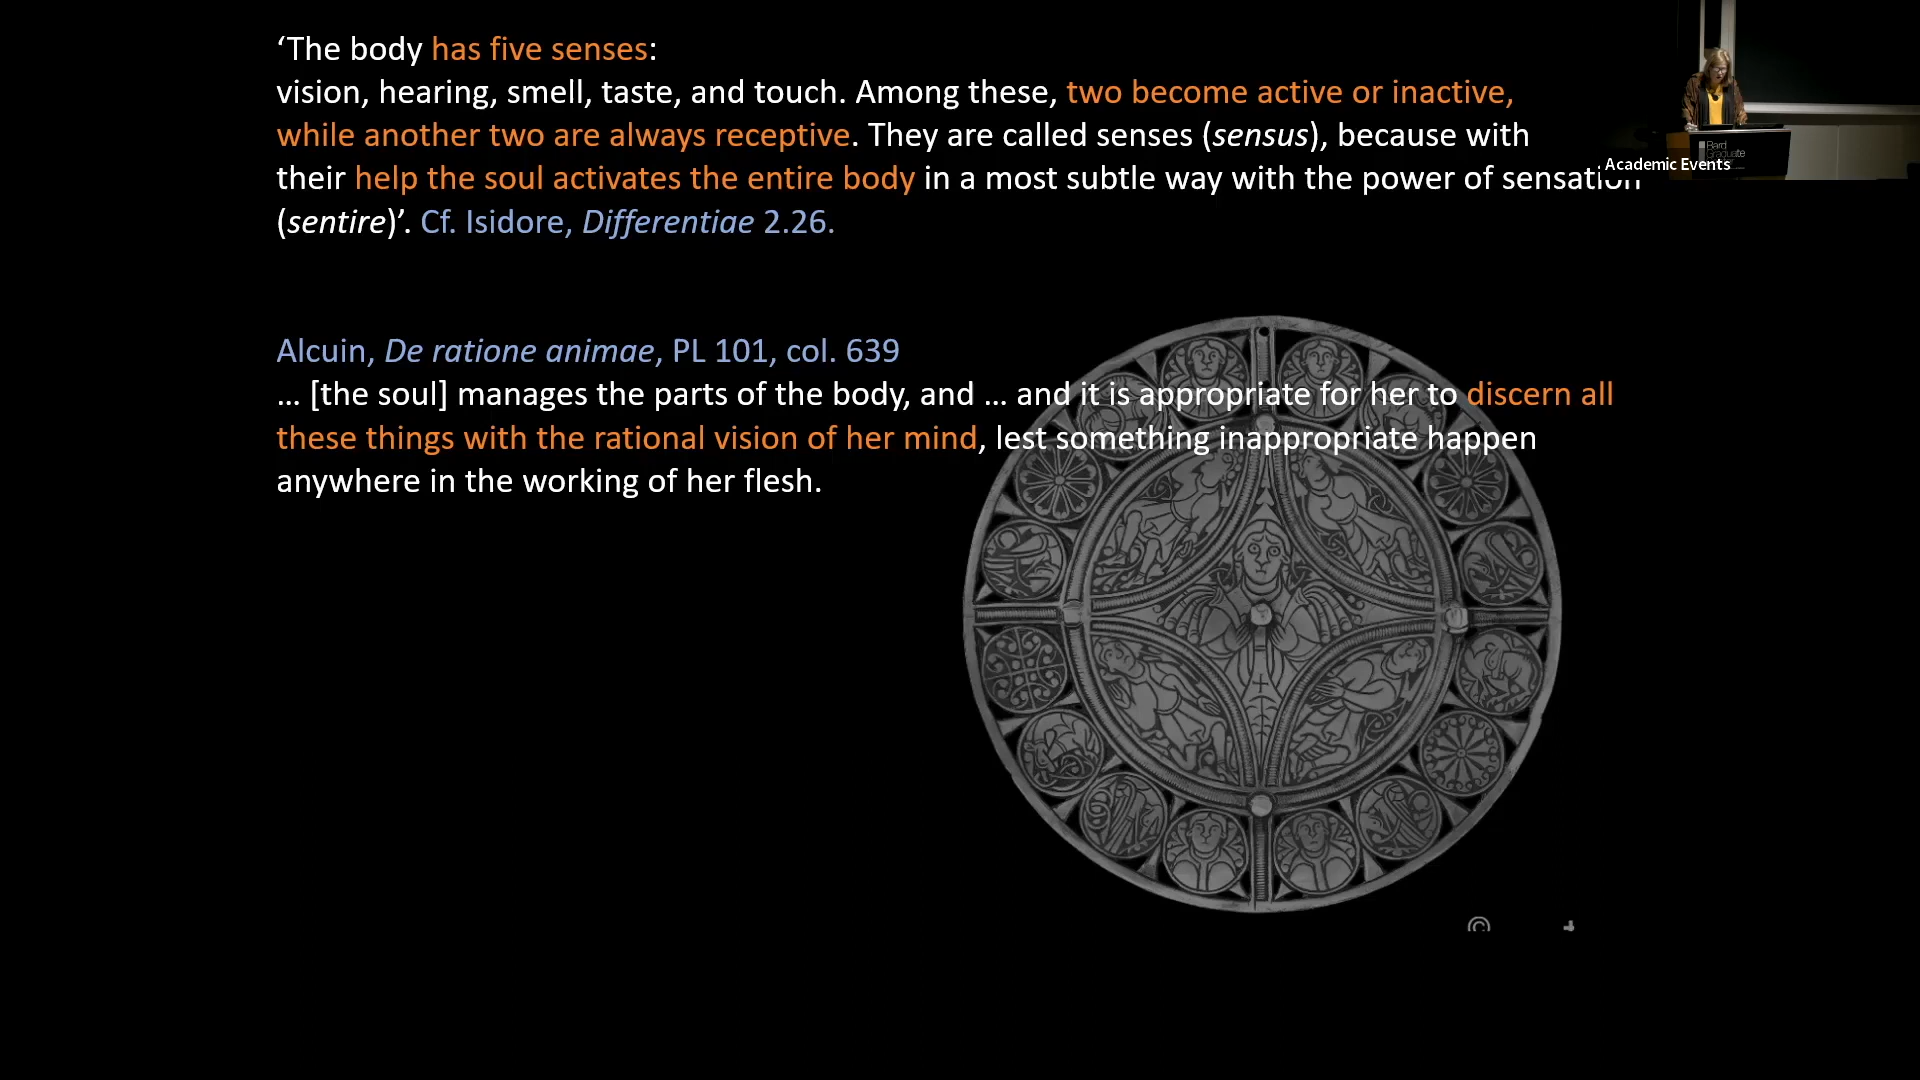 ‘The body has five senses:
vision, hearing, smell, taste, and touch. Among these, two become active or inactive,
while another two are always receptive. They are called senses (sensus), because with
their help the soul activates the entire body in a most subtle way with the power of sensation
(sentire)’. Cf. Isidore, Differentiae 2.26.
Bard
Graduate
Academic Events
Alcuin, De ratione animae, PL 101, col. 639
... [the soul] manages the parts of the body, and ... and it is appropriate for her to discern all
these things with the rational vision of her mind, lest something inappropriate happen
anywhere in the working of her flesh.
©